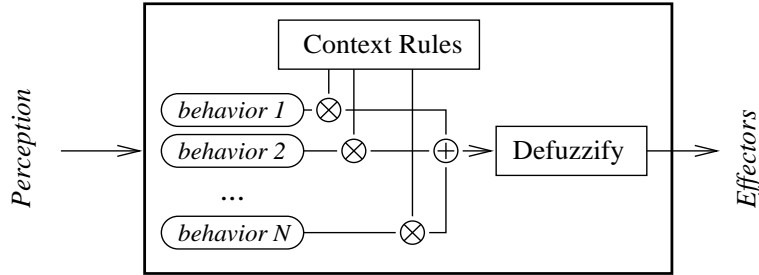 Context Rules
Perception
behavior 1
behavior 2
...
behavior N
Defuzzify
Effectors